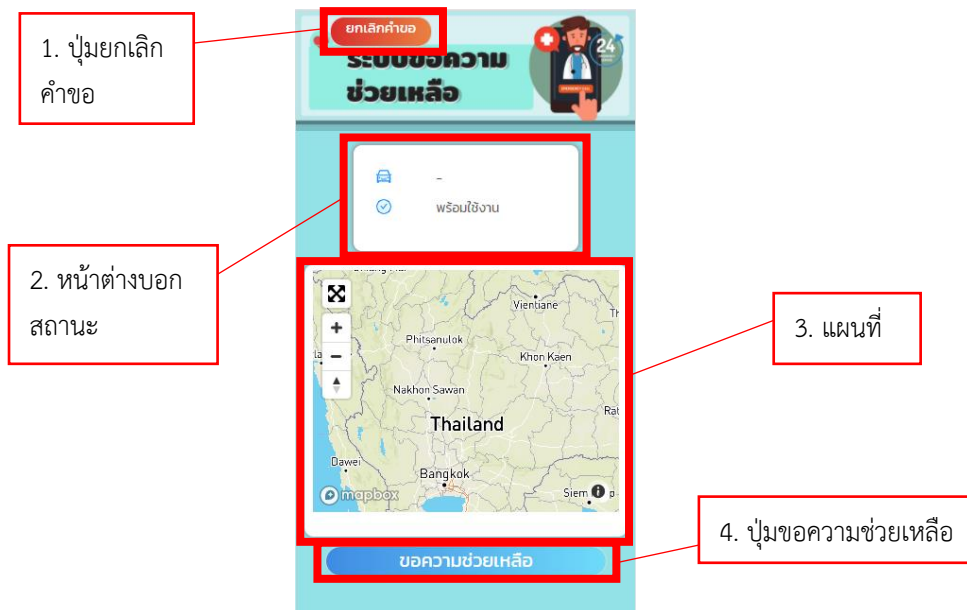 1. ปุ่มยกเลิก
คำขอ
ยกเลิกคำขอ
ระบบขอความ
ช่วยเหลือ
24
-
พร้อมใช้งาน
2. หน้าต่างบอก
สถานะ
Vientiane
Phitsanulok
Khon Kaen
Nakhon Sawan
Thailand
Dawei
Bangkok
Siem
mapbox
3. แผนที่
4. ปุ่มขอความช่วยเหลือ
ขอความช่วยเหลือ